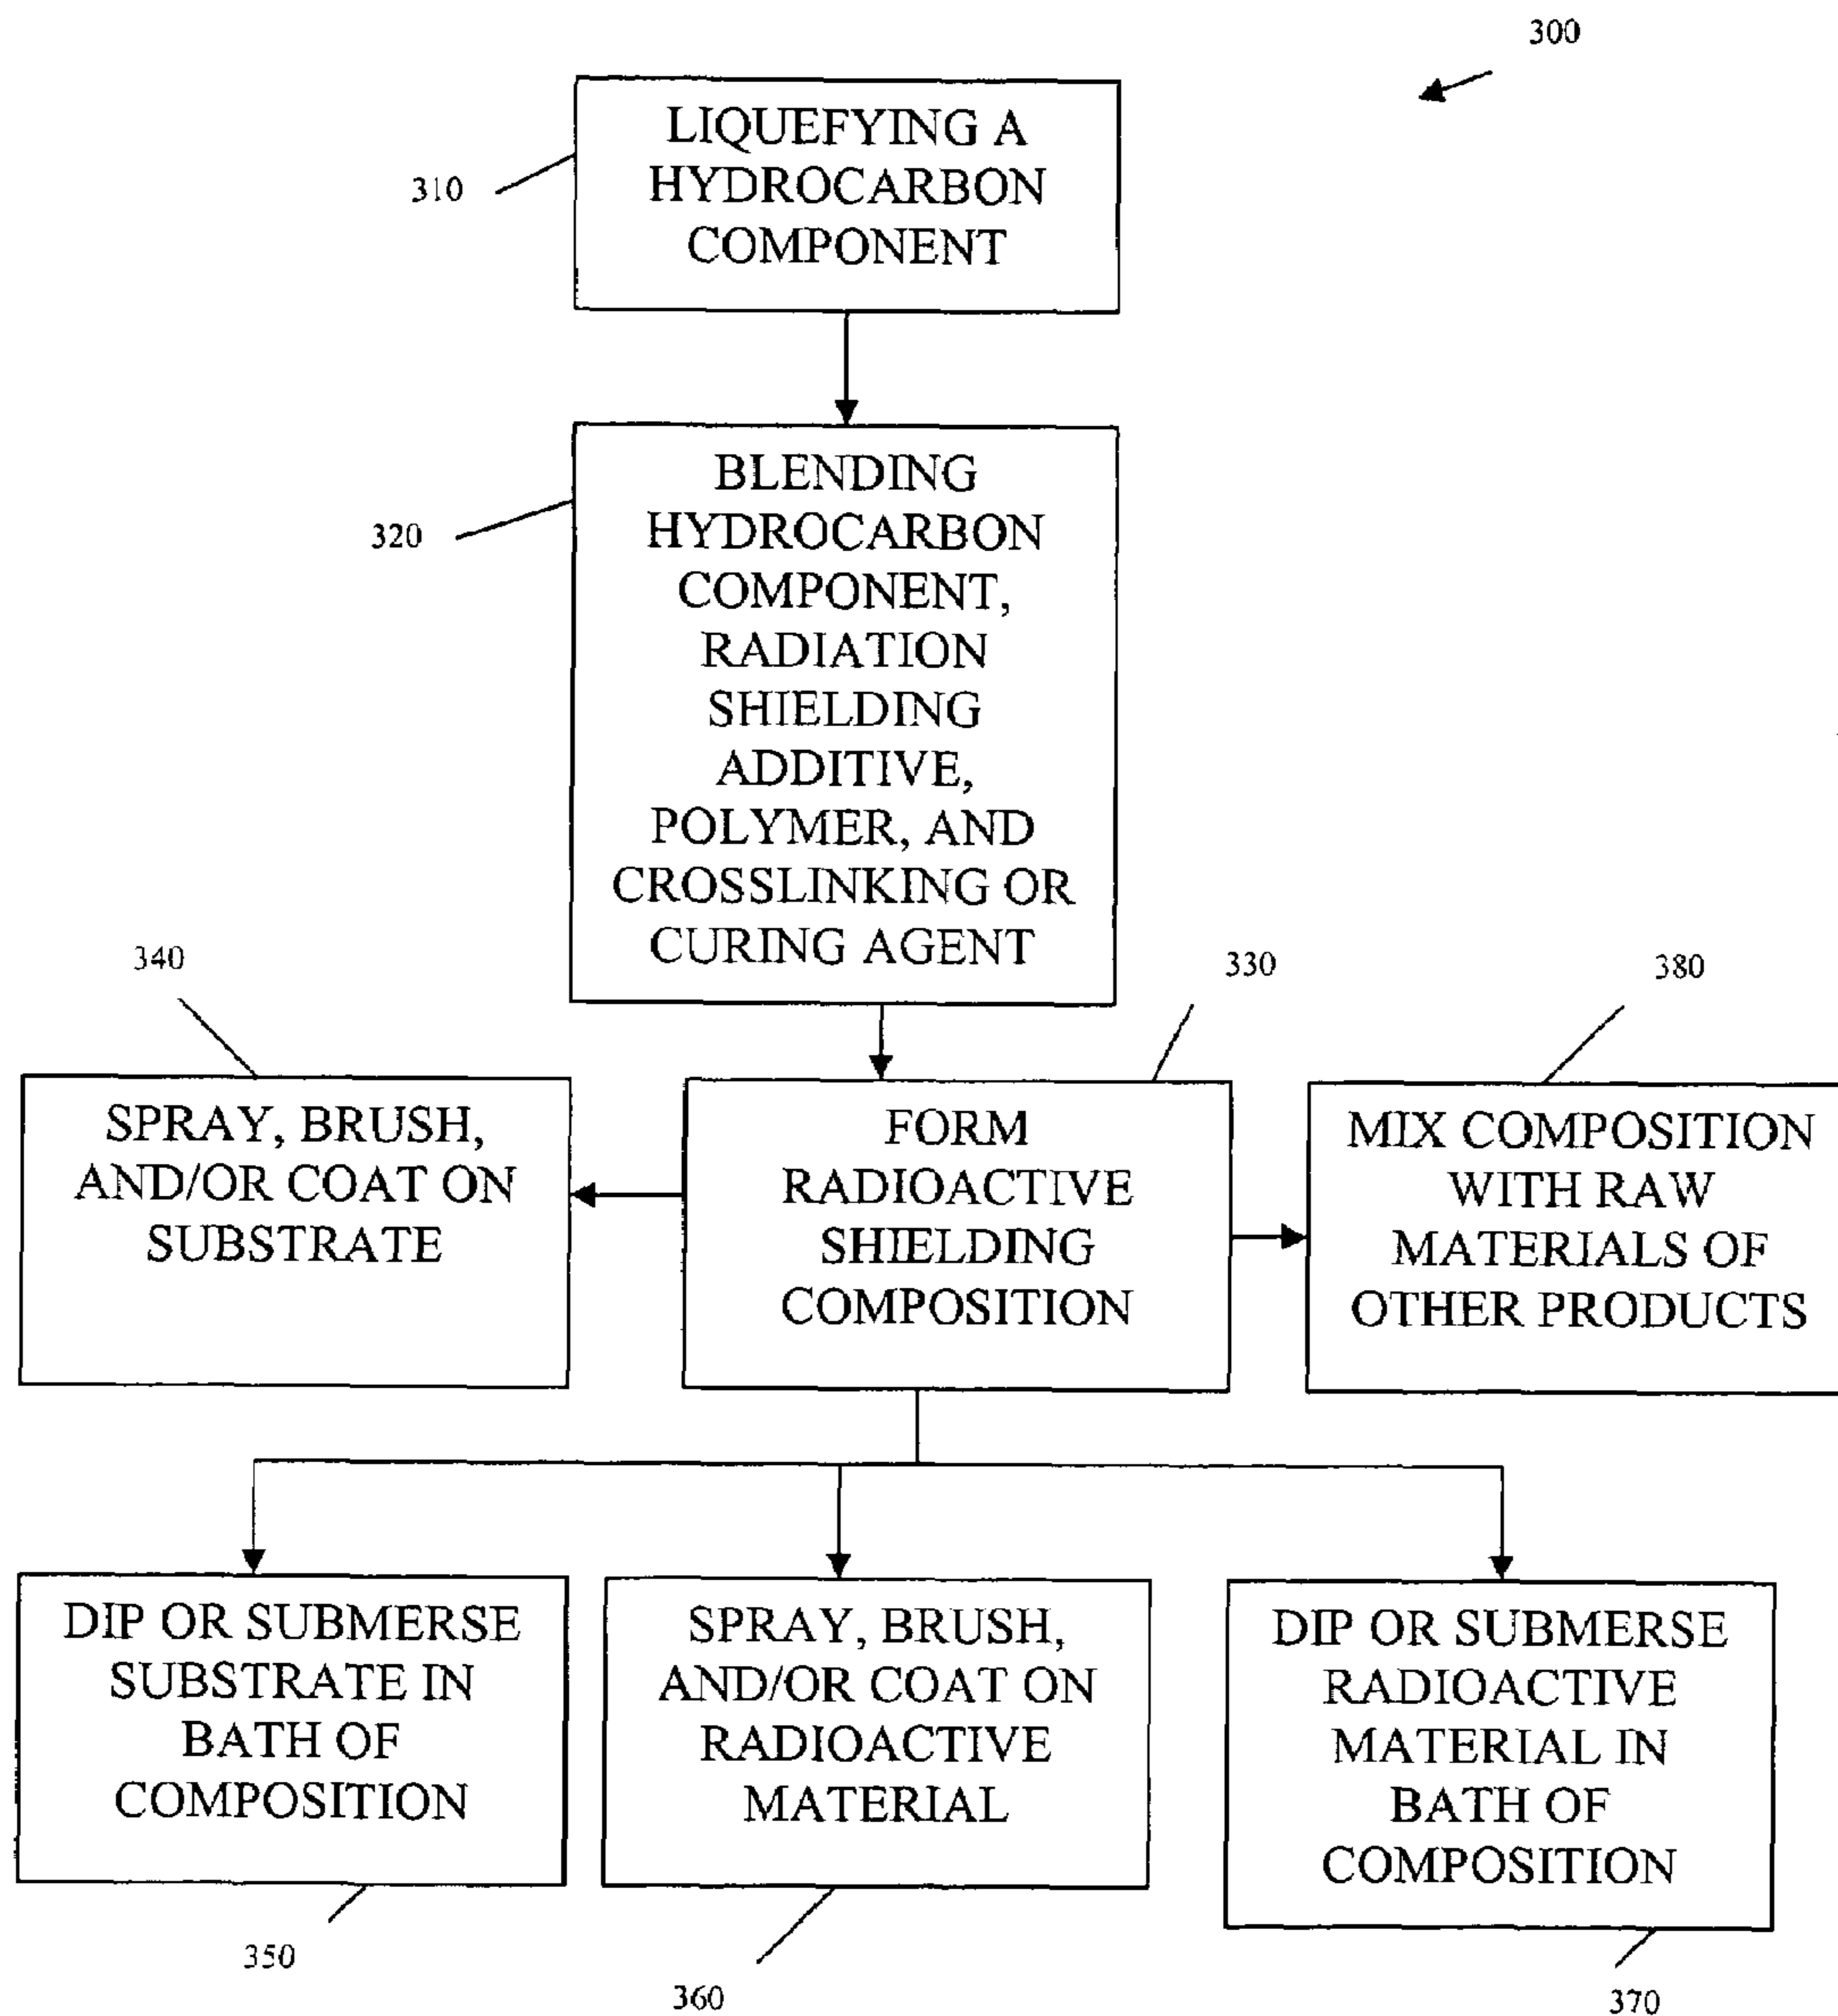 300
LIQUEFYING A
HYDROCARBON
COMPONENT
310
BLENDING
HYDROCARBON
COMPONENT,
RADIATION
SHIELDING
ADDITIVE,
POLYMER, AND
CROSSLINKING OR
CURING AGENT
320
340
330
380
SPRAY, BRUSH,
AND/OR COAT ON
SUBSTRATE
FORM
RADIOACTIVE
SHIELDING
COMPOSITION
MIX COMPOSITION
WITH RAW
MATERIALS OF
OTHER PRODUCTS
DIP OR SUBMERSE
SUBSTRATE IN
BATH OF
COMPOSITION
SPRAY, BRUSH,
AND/OR COAT ON
RADIOACTIVE
MATERIAL
DIP OR SUBMERSE
RADIOACTIVE
MATERIAL IN
BATH OF
COMPOSITION
350
360
370